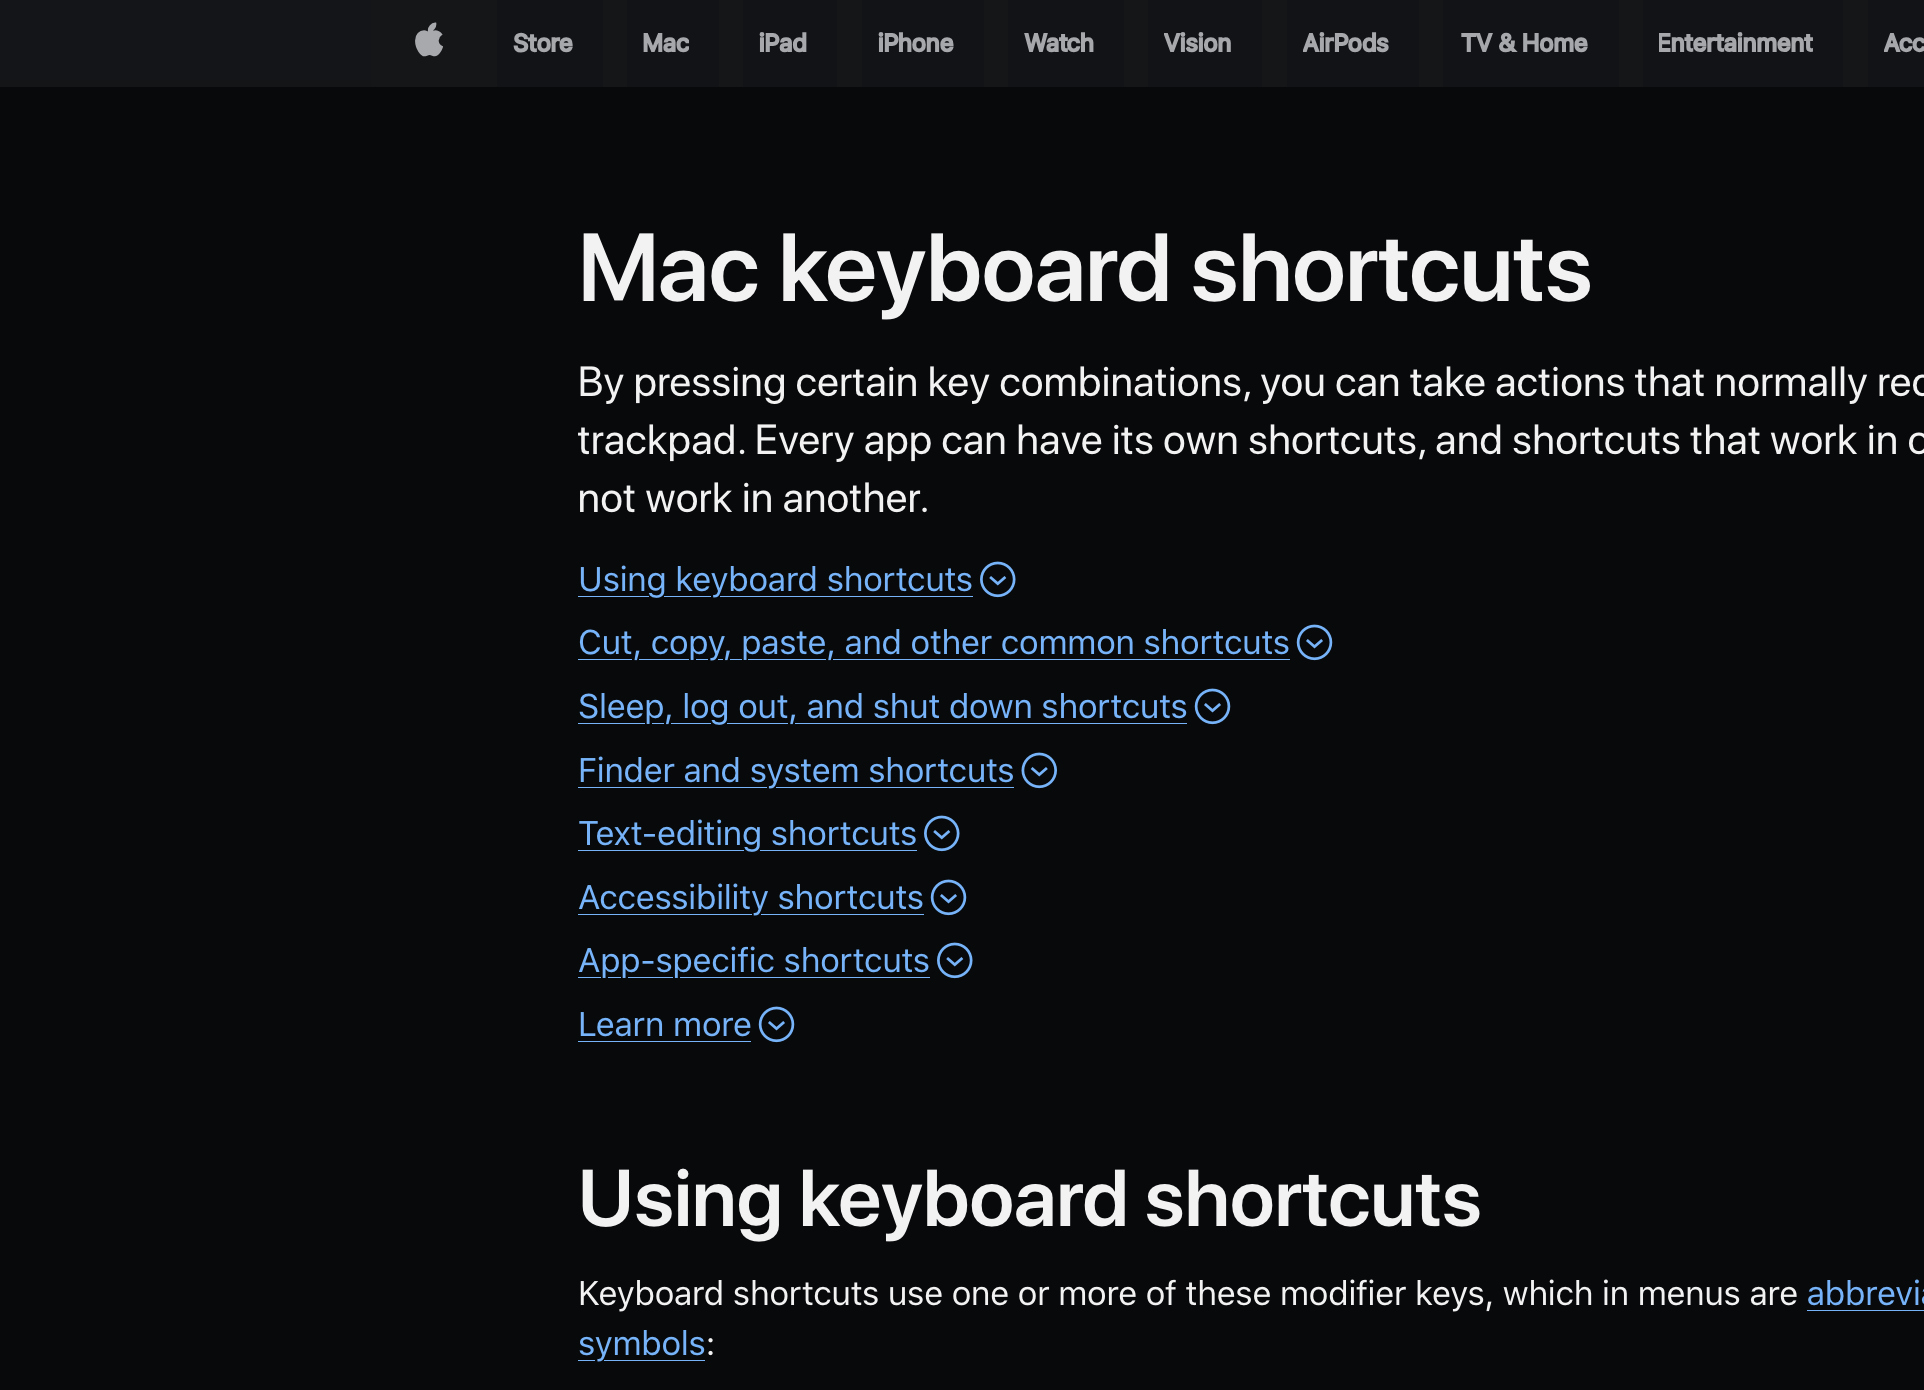 Store Mac iPad iPhone Watch Vision AirPods TV & Home Entertainment
Mac keyboard shortcuts
By pressing certain key combinations, you can take actions that normally
trackpad. Every app can have its own shortcuts, and shortcuts that work in
not work in another.
Using keyboard shortcuts
Cut, copy, paste, and other common shortcuts
Sleep, log out, and shut down shortcuts
Finder and system shortcuts
Text-editing shortcuts
Accessibility shortcuts
App-specific shortcuts
Learn more
Using keyboard shortcuts
Keyboard shortcuts use one or more of these modifier keys, which in menus are
symbols: